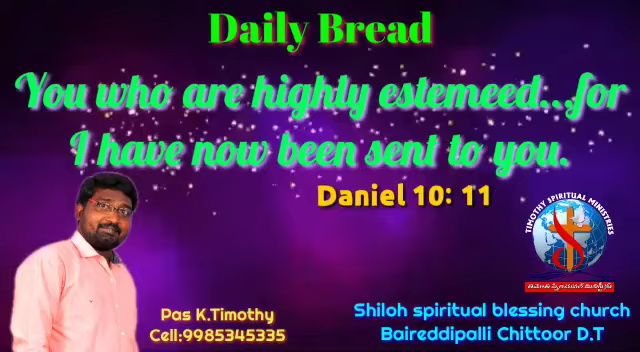 Daily Bread
You who are highly estemeed...for
I have now been sent to you.
Daniel 10: 11
TIMOTHY SPIRITUAL MINISTRIES
తిమోతి స్పిరిచువల్ మినిస్ట్రీస్
Pas K.Timothy
Cell:9985345335
Shiloh spiritual blessing church
Baireddipalli Chittoor D.T